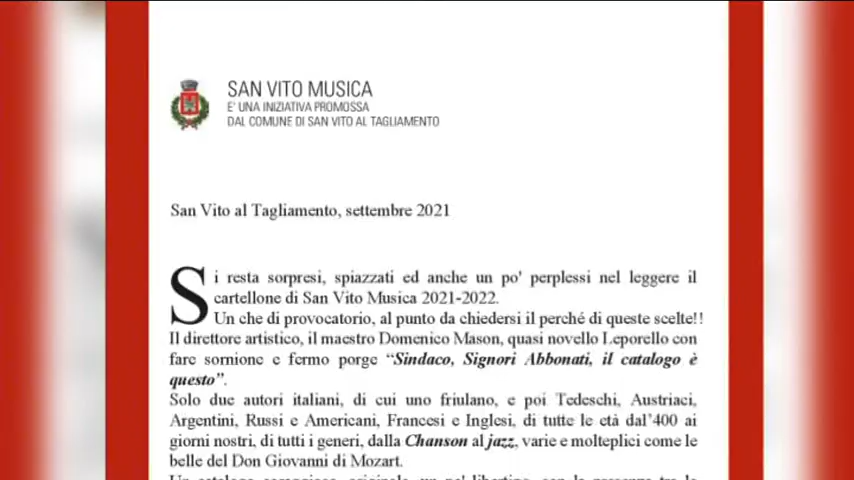 SAN VITO MUSICA
E' UNA INIZIATIVA PROMOSSA
DAL COMUNE DI SAN VITO AL TAGLIAMENTO
San Vito al Tagliamento, settembre 2021
Si resta sorpresi, spiazzati ed anche un po' perplessi nel leggere il
cartellone di San Vito Musica 2021-2022.
Un che di provocatorio, al punto da chiedersi il perché di queste scelte!!
Il direttore artistico, il maestro Domenico Mason, quasi novello Leporello con
fare sornione e fermo porge “Sindaco, Signori Abbonati, il catalogo è
questo”.
Solo due autori italiani, di cui uno friulano, e poi Tedeschi, Austriaci,
Argentini, Russi e Americani, Francesi e Inglesi, di tutte le età dal’400 ai
giorni nostri, di tutti i generi, dalla Chanson al jazz, varie e molteplici come le
belle del Don Giovanni di Mozart.